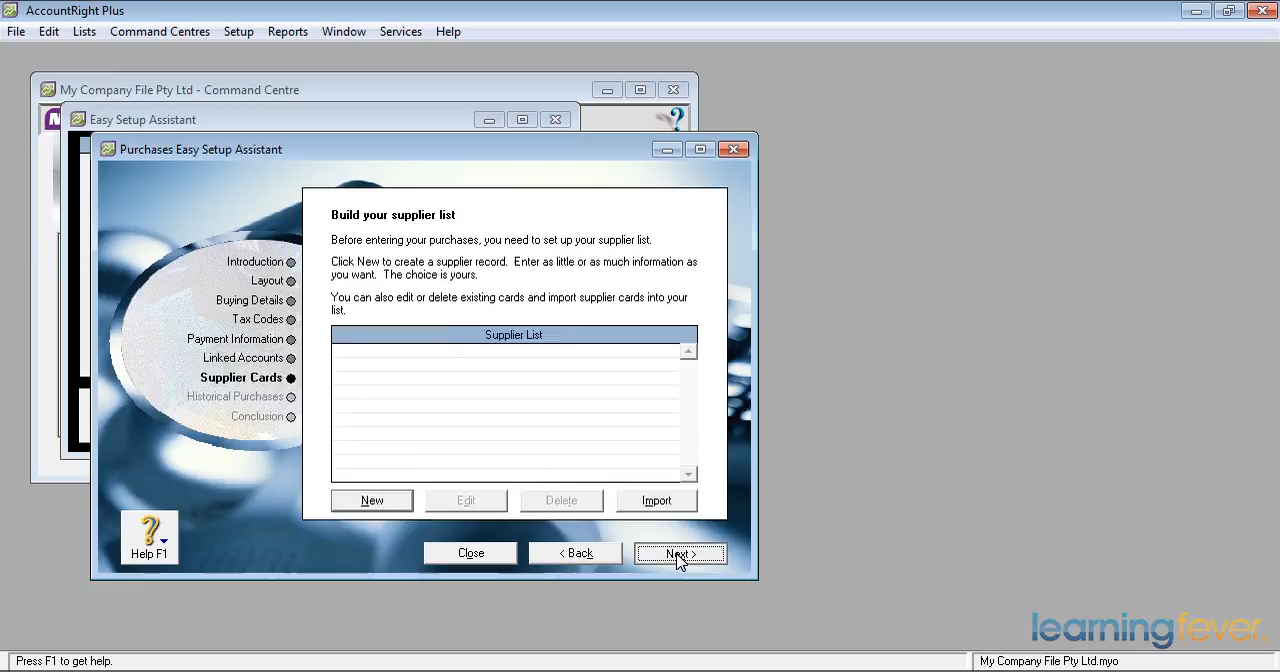 AccountRight Plus
File Edit Lists Command Centres Setup Reports Window Services Help
My Company File Pty Ltd - Command Centre
Easy Setup Assistant
Purchases Easy Setup Assistant
Build your supplier list
Before entering your purchases, you need to set up your supplier list.
Click New to create a supplier record. Enter as little or as much information as
you want. The choice is yours.
You can also edit or delete existing cards and import supplier cards into your
list.
Introduction
Layout
Buying Details
Tax Codes
Payment Information
Linked Accounts
Supplier Cards
Historical Purchases
Conclusion
Supplier List
New Edit Delete Import
Help F1
Close < Back Next >
learningfever
Press F1 to get help. My Company File Pty Ltd.myo